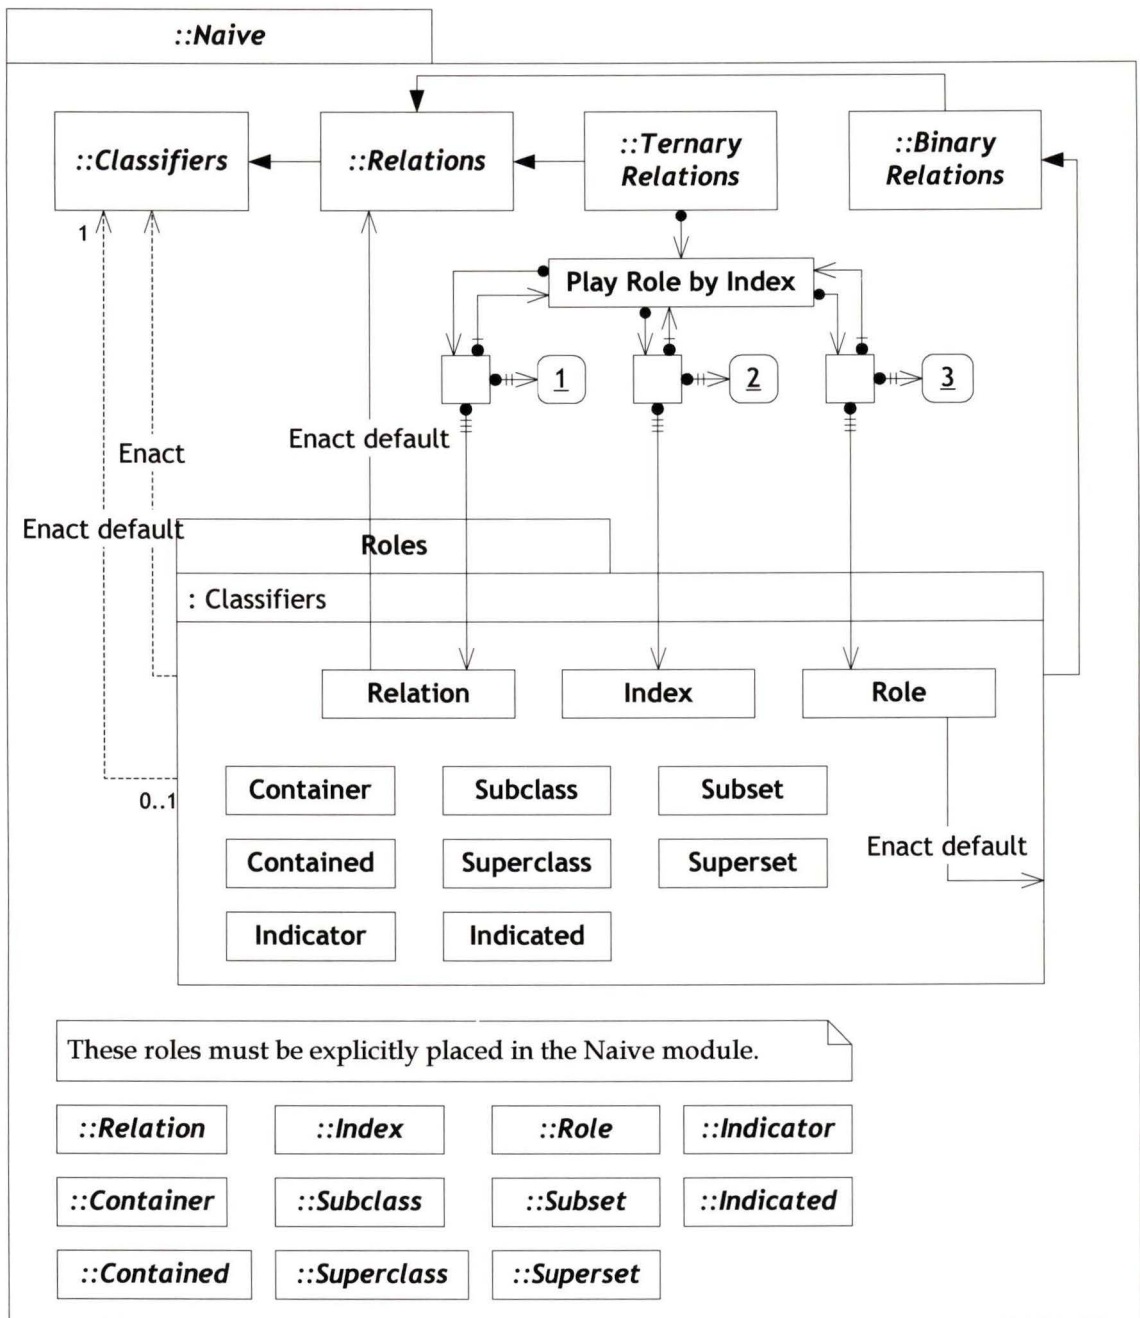 ::Naive
::Classifiers
::Relations
::Ternary
Relations
::Binary
Relations
1
Play Role by Index
1
2
3
Enact default
Enact
Enact default
Roles
: Classifiers
Relation
Index
Role
Container
Subclass
Subset
0..1
Contained
Superclass
Superset
Enact default
Indicator
Indicated
These roles must be explicitly placed in the Naive module.
::Relation
::Index
::Role
::Indicator
::Container
::Subclass
::Subset
::Indicated
::Contained
::Superclass
::Superset